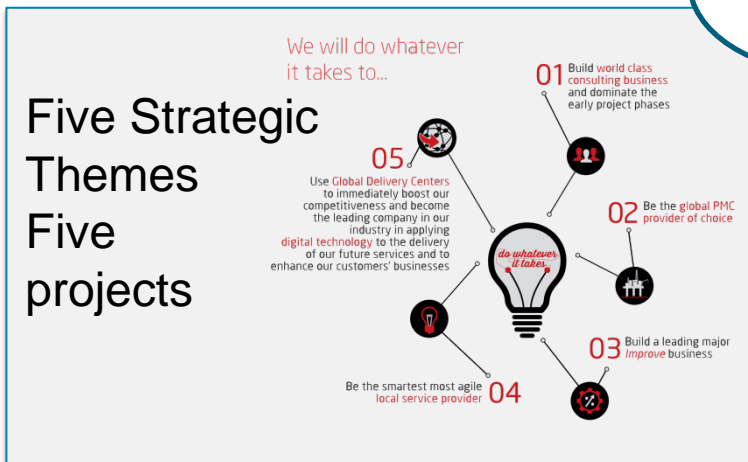 We will do whatever
it takes to...
Five Strategic
Themes
Five
projects
01
Build world class
consulting business
and dominate the
early project phases
02
Be the global PMC
provider of choice
03
Build a leading major
Improve business
Be the smartest most agile
local service provider
04
05
Use Global Delivery Centers
to immediately boost our
competitiveness and become
the leading company in our
industry in applying
digital technology to the delivery
of our future services and to
enhance our customers' businesses
do whatever
it takes